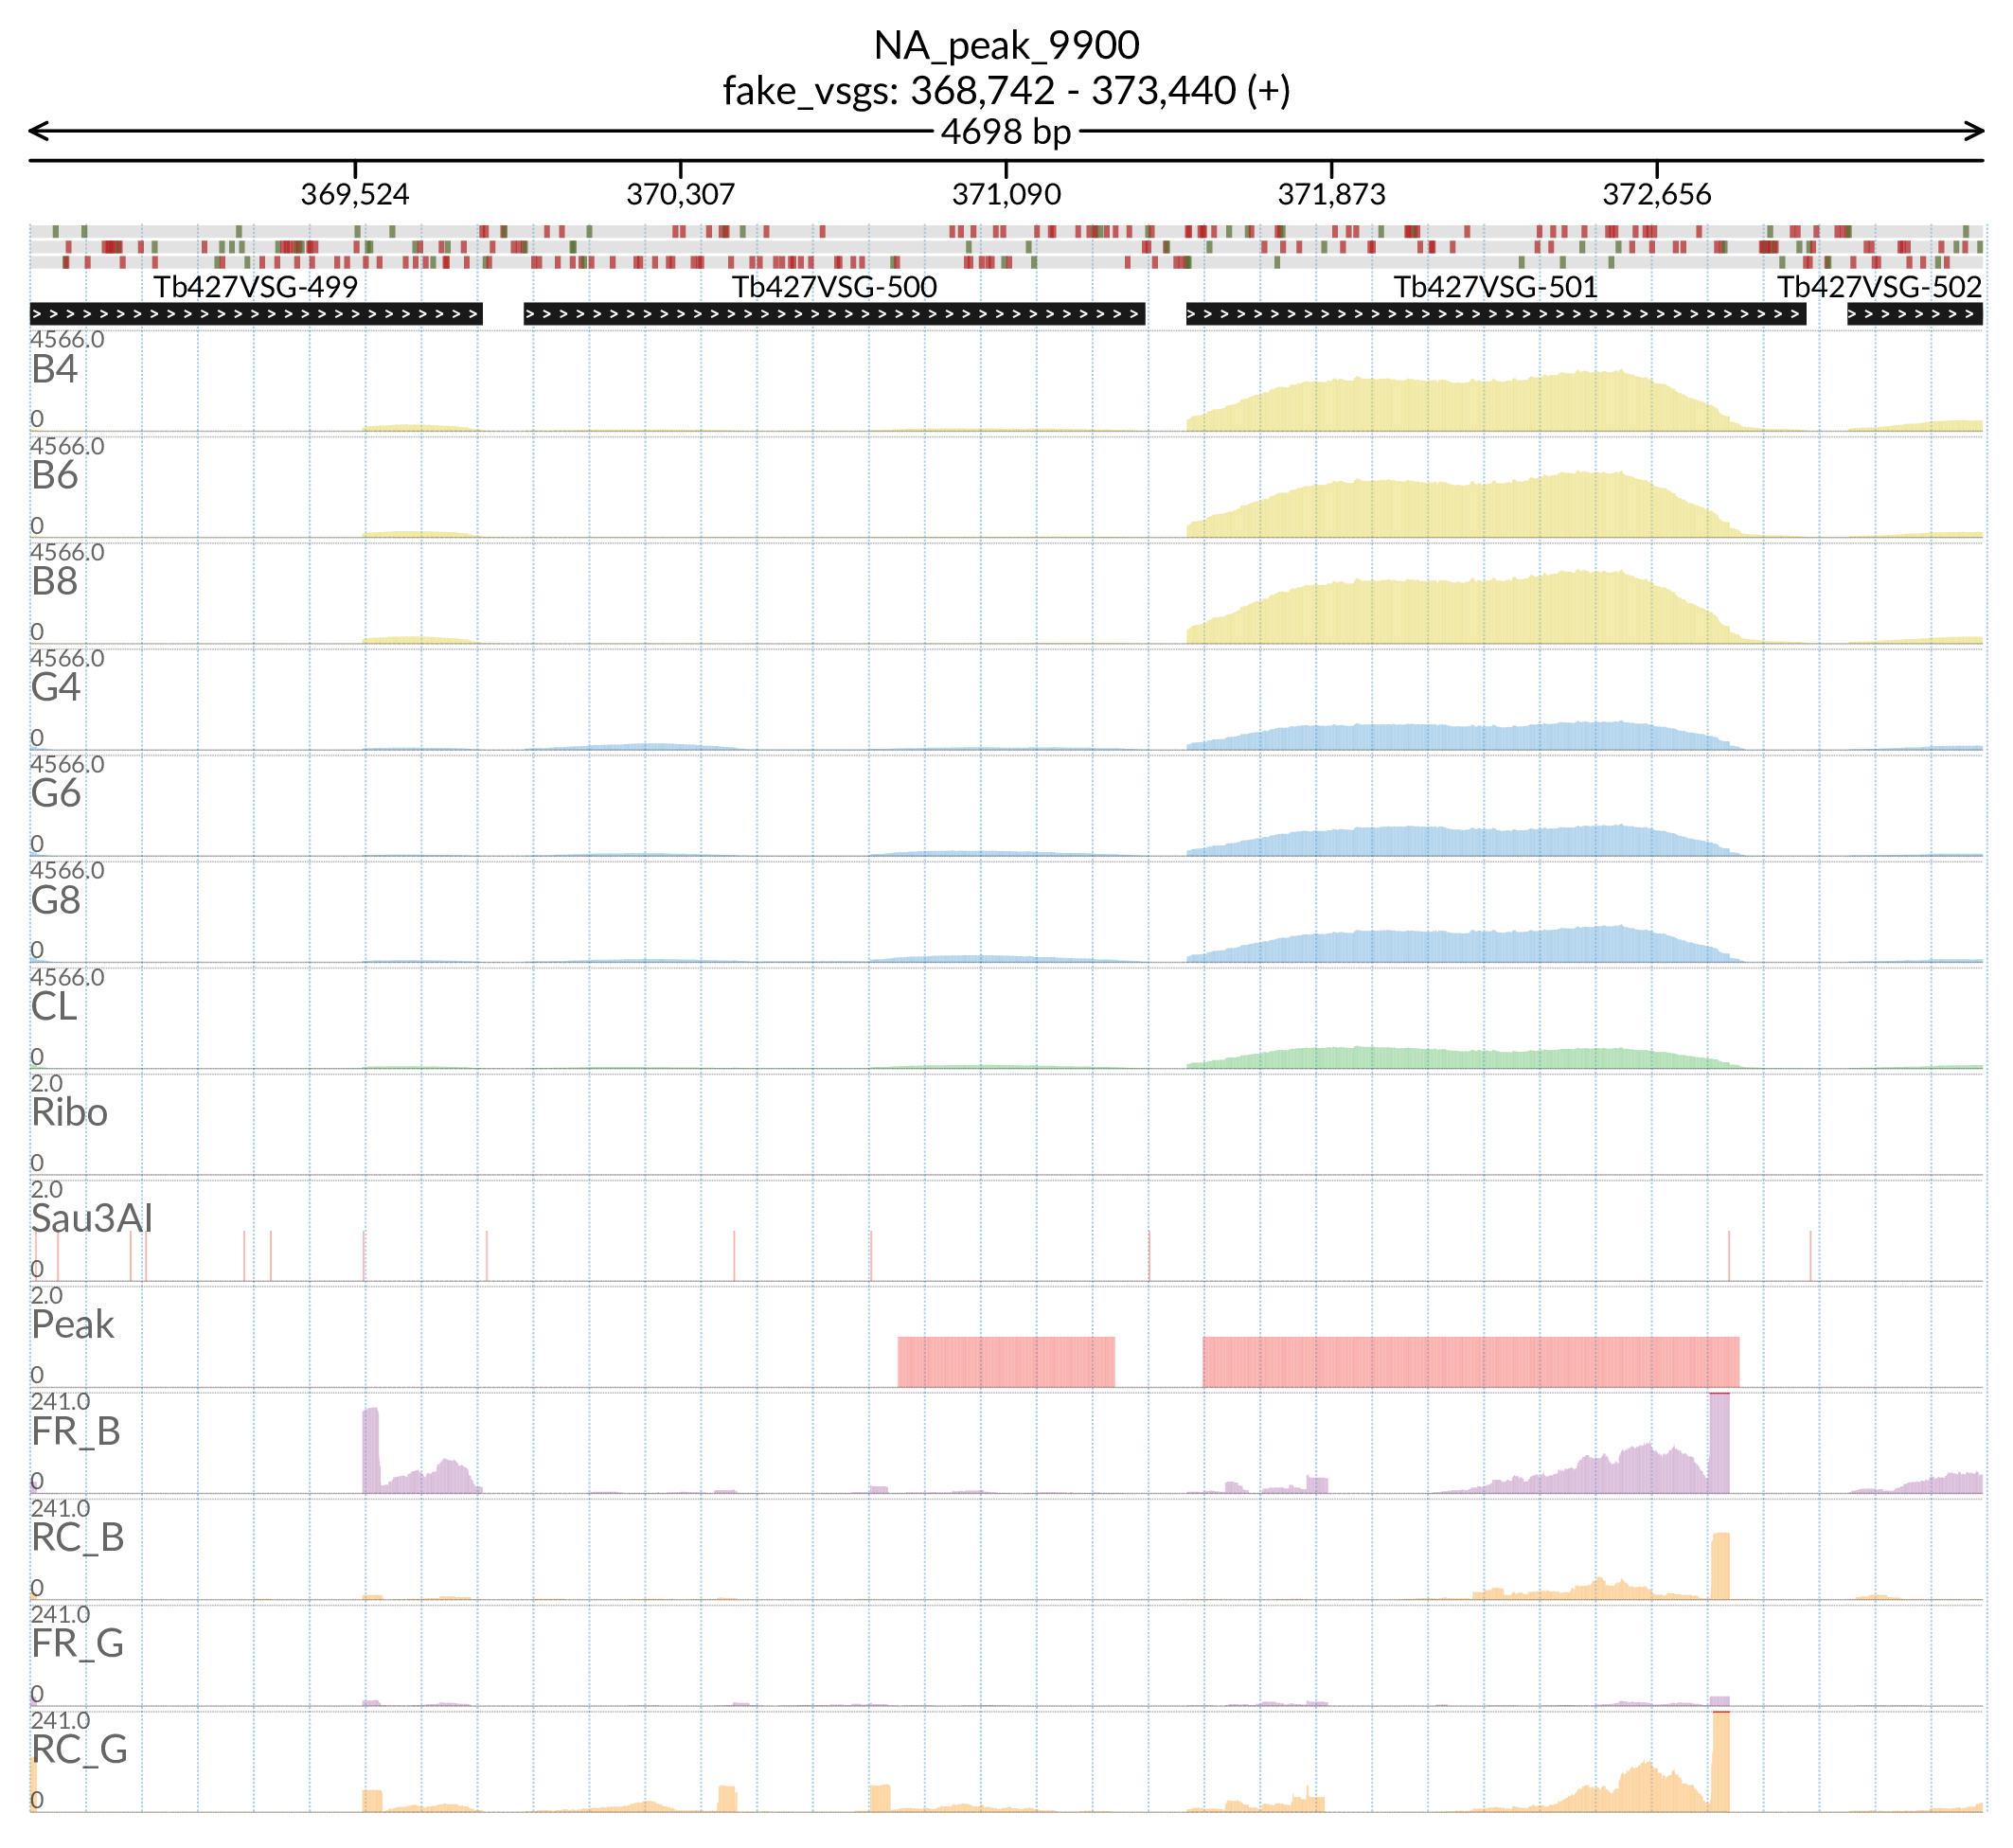 NA_peak_9900
fake_vsgs: 368,742 - 373,440 (+)
4698 bp
369,524 370,307 371,090 371,873 372,656
Tb427VSG-499 Tb427VSG-500 Tb427VSG-501 Tb427VSG-502
4566.0
B4
0
4566.0
B6
0
4566.0
B8
0
4566.0
G4
0
4566.0
G6
0
4566.0
G8
0
4566.0
CL
0
2.0
Ribo
0
2.0
Sau3AI
0
2.0
Peak
0
241.0
FR_B
0
241.0
RC_B
0
241.0
FR_G
0
241.0
RC_G
0